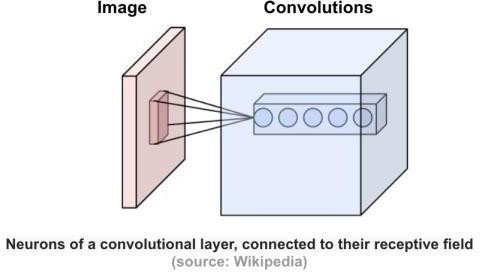 Image Convolutions
Neurons of a convolutional layer, connected to their receptive field
(source: Wikipedia)